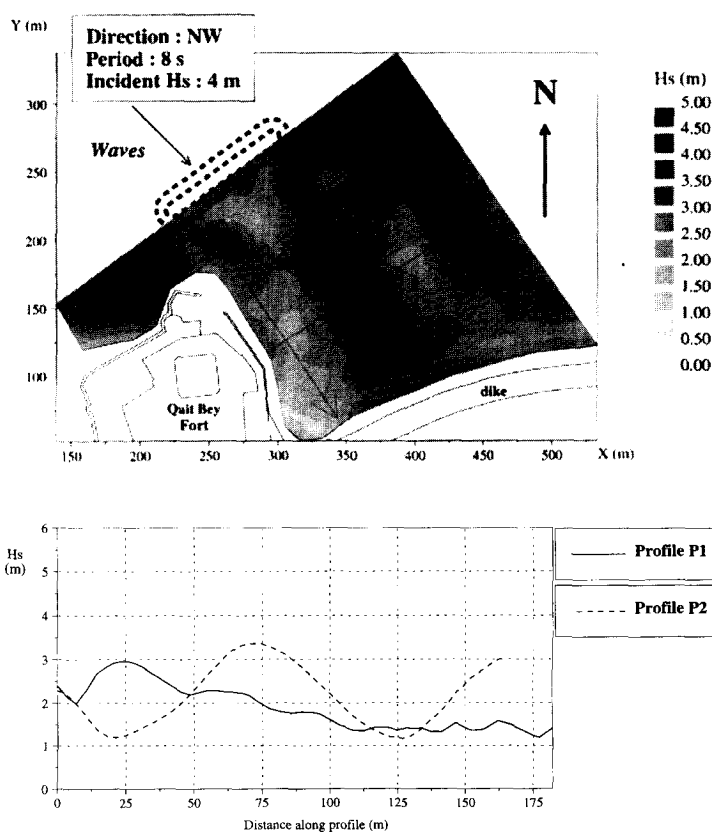 Y (m)
Direction : NW
Period : 8 s
Incident Hs : 4 m
Waves
N
Hs (m)
5.00
4.50
4.00
3.50
3.00
2.50
2.00
1.50
1.00
0.50
0.00
300
250
200
150
100
Quit Bey
Fort
dike
150 200 250 300 350 400 450 500 X (m)
Hs
(m)
6
5
4
3
2
1
0
0 25 50 75 100 125 150 175
Distance along profile (m)
Profile P1
Profile P2